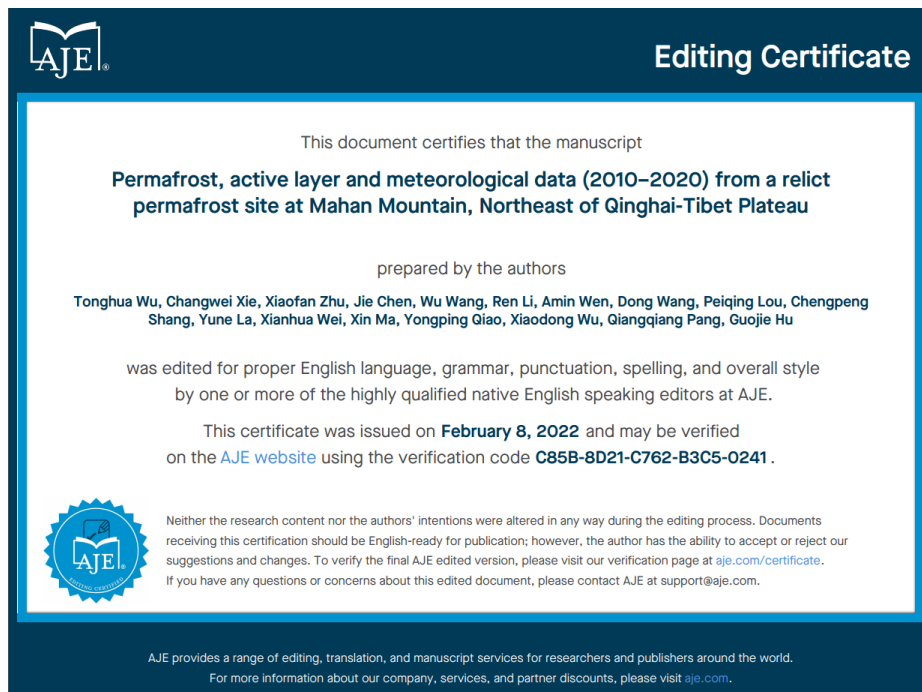 AJE®
Editing Certificate
This document certifies that the manuscript
Permafrost, active layer and meteorological data (2010–2020) from a relict
permafrost site at Mahan Mountain, Northeast of Qinghai-Tibet Plateau
prepared by the authors
Tonghua Wu, Changwei Xie, Xiaofan Zhu, Jie Chen, Wu Wang, Ren Li, Amin Wen, Dong Wang, Peiqing Lou, Chengpeng
Shang, Yune La, Xianhua Wei, Xin Ma, Yongping Qiao, Xiaodong Wu, Qiangqiang Pang, Guojie Hu
was edited for proper English language, grammar, punctuation, spelling, and overall style
by one or more of the highly qualified native English speaking editors at AJE.
This certificate was issued on February 8, 2022 and may be verified
on the AJE website using the verification code C85B-8D21-C762-B3C5-0241 .
Neither the research content nor the authors' intentions were altered in any way during the editing process. Documents
receiving this certification should be English-ready for publication; however, the author has the ability to accept or reject our
suggestions and changes. To verify the final AJE edited version, please visit our verification page at aje.com/certificate.
If you have any questions or concerns about this edited document, please contact AJE at support@aje.com.
AJE®
EDITING CERTIFIED
AJE provides a range of editing, translation, and manuscript services for researchers and publishers around the world.
For more information about our company, services, and partner discounts, please visit aje.com.